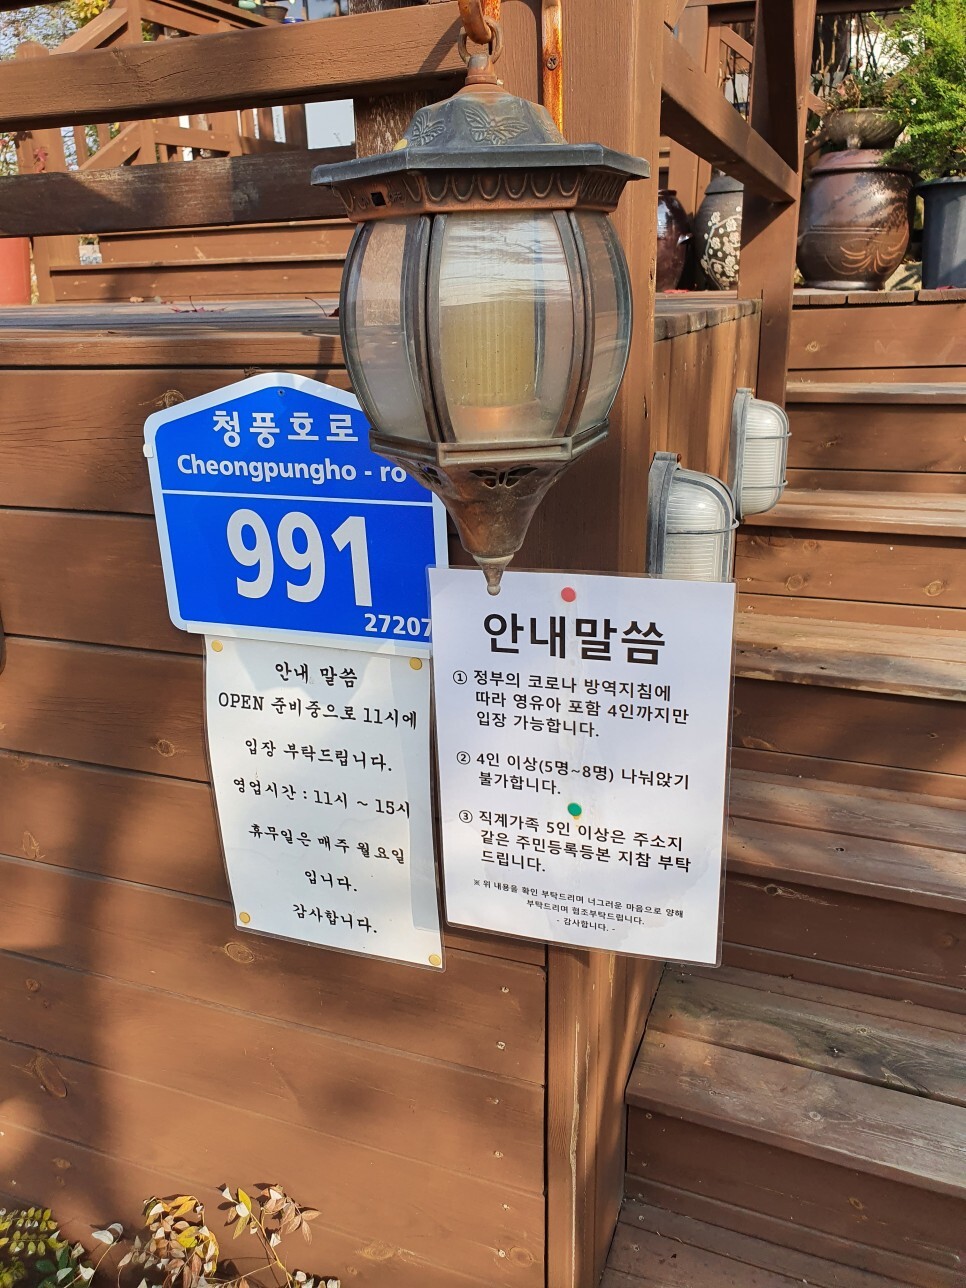 청풍호로
Cheongpungho - ro
991
27207
안내 말씀
OPEN 준비중으로 11시에
입장 부탁드립니다.
영업시간 : 11시 ~ 15시
휴무일은 매주 월요일
입니다.
감사합니다.
안내말씀
① 정부의 코로나 방역지침에
따라 영유아 포함 4인까지만
입장 가능합니다.
② 4인 이상(5명~8명) 나눠앉기
불가합니다.
③ 직계가족 5인 이상은 주소지
같은 주민등록등본 지참 부탁
드립니다.
※ 위 내용을 확인 부탁드리며 너그러운 마음으로 양해
부탁드리며 협조부탁드립니다.
- 감사합니다. -